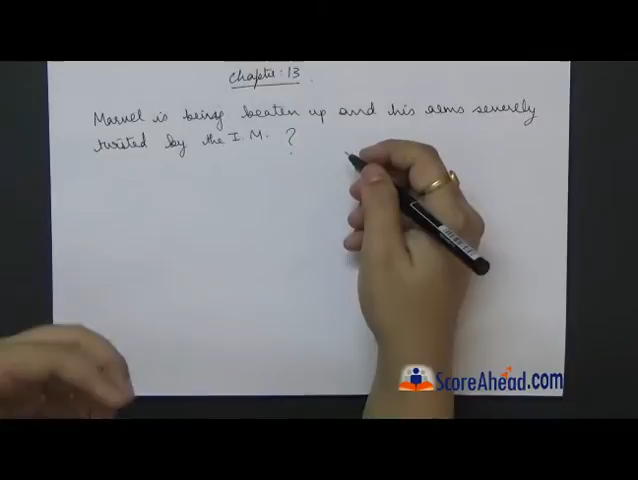 Chapter: 13
Marvel is being beaten up and his arms severely
twisted by the I.M. ?
ScoreAhead.com